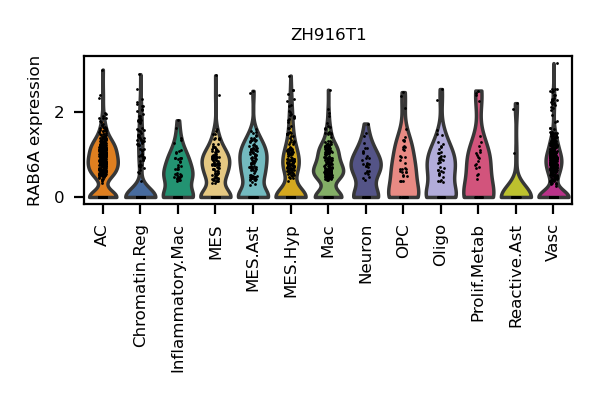 ZH916T1
RAB6A expression
2
0
AC
Chromatin.Reg
Inflammatory.Mac
MES
MES.Ast
MES.Hyp
Mac
Neuron
OPC
Oligo
Prolif.Metab
Reactive.Ast
Vasc